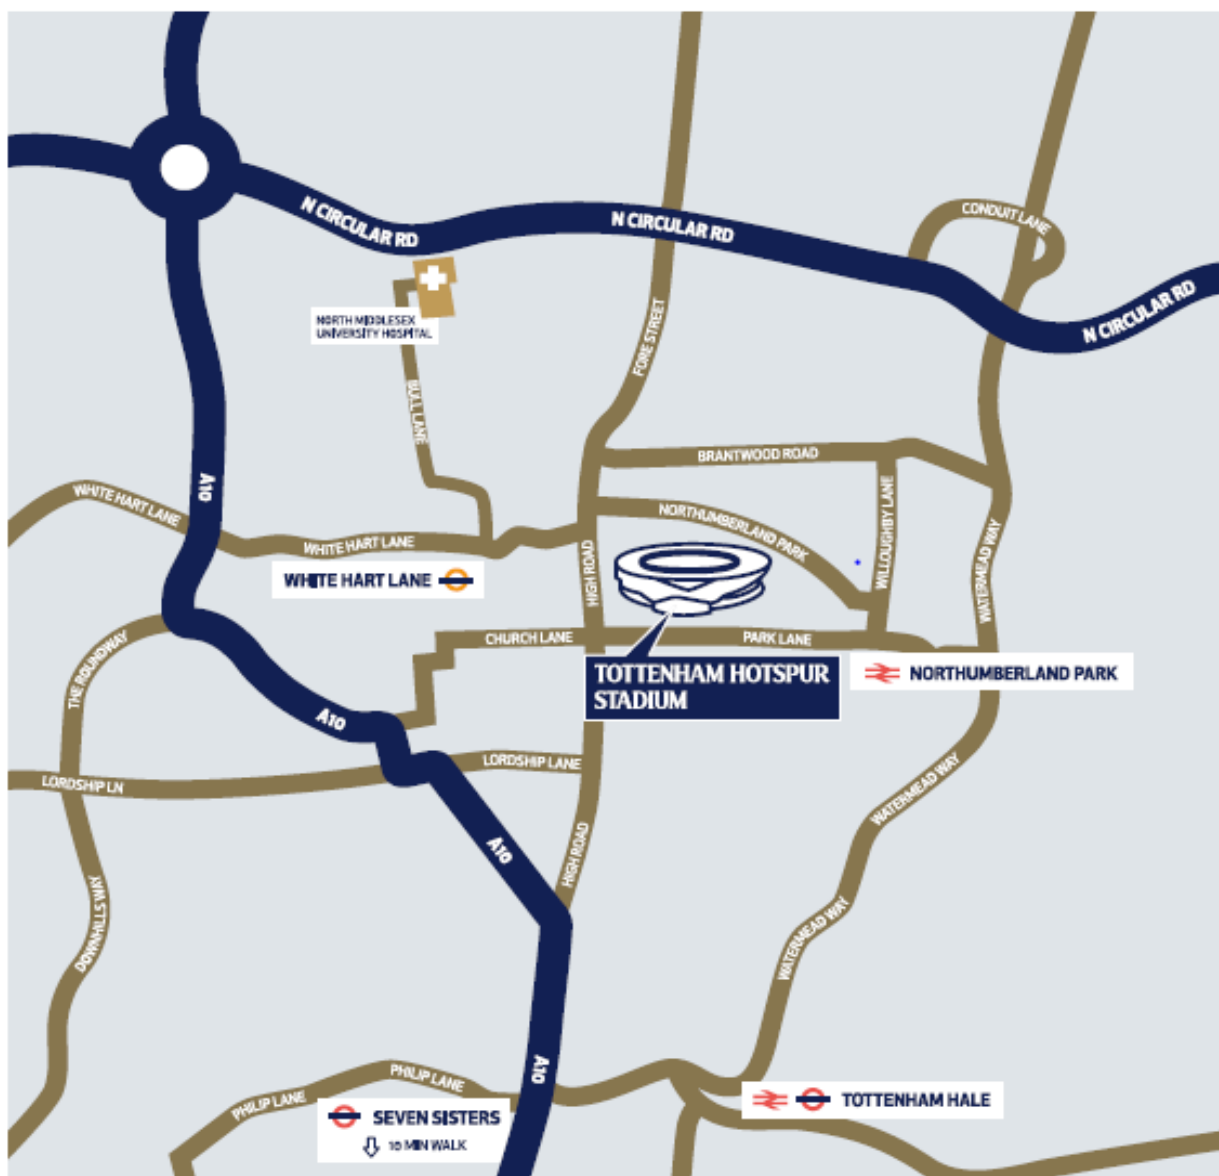 N CIRCULAR RD
N CIRCULAR RD
CONDUIT LANE
N CIRCULAR RD
NORTH MIDDLESEX
UNIVERSITY HOSPITAL
FORE STREET
BULL LANE
BRANTWOOD ROAD
A10
WHITE HART LANE
NORTHUMBERLAND PARK
WILLOUGHBY LANE
WHITE HART LANE
HIGH ROAD
WATERMEAD WAY
WHITE HART LANE
CHURCH LANE
PARK LANE
THE ROUNDWAY
TOTTENHAM HOTSPUR
STADIUM
NORTHUMBERLAND PARK
A10
LORDSHIP LANE
LORDSHIP LN
WATERMEAD WAY
A10
HIGH ROAD
DOWNHILLS WAY
WATERMEAD WAY
A10
PHILIP LANE
PHILIP LANE
TOTTENHAM HALE
SEVEN SISTERS
10 MIN WALK